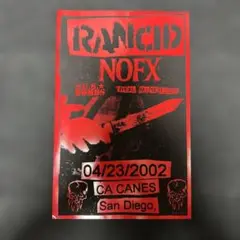 RANCID
NOFX
04/23/2002
CA CANES
San Diego,